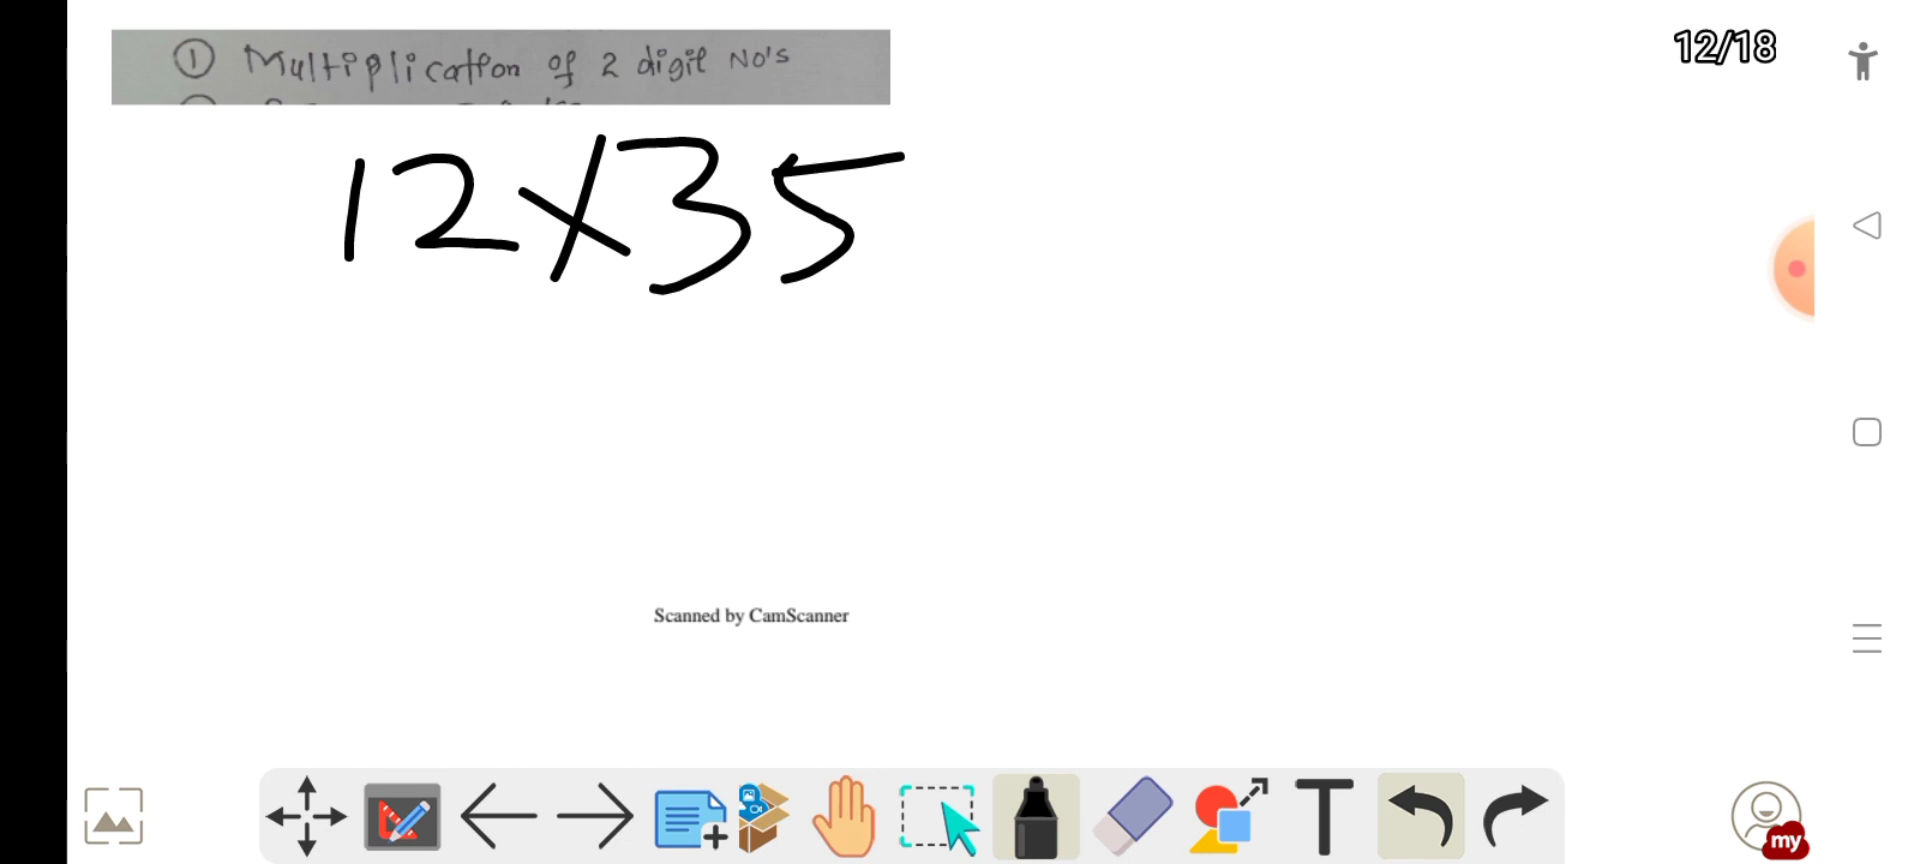 ① Multiplication of 2 digit No's
12/18
12×35
Scanned by CamScanner
T
my